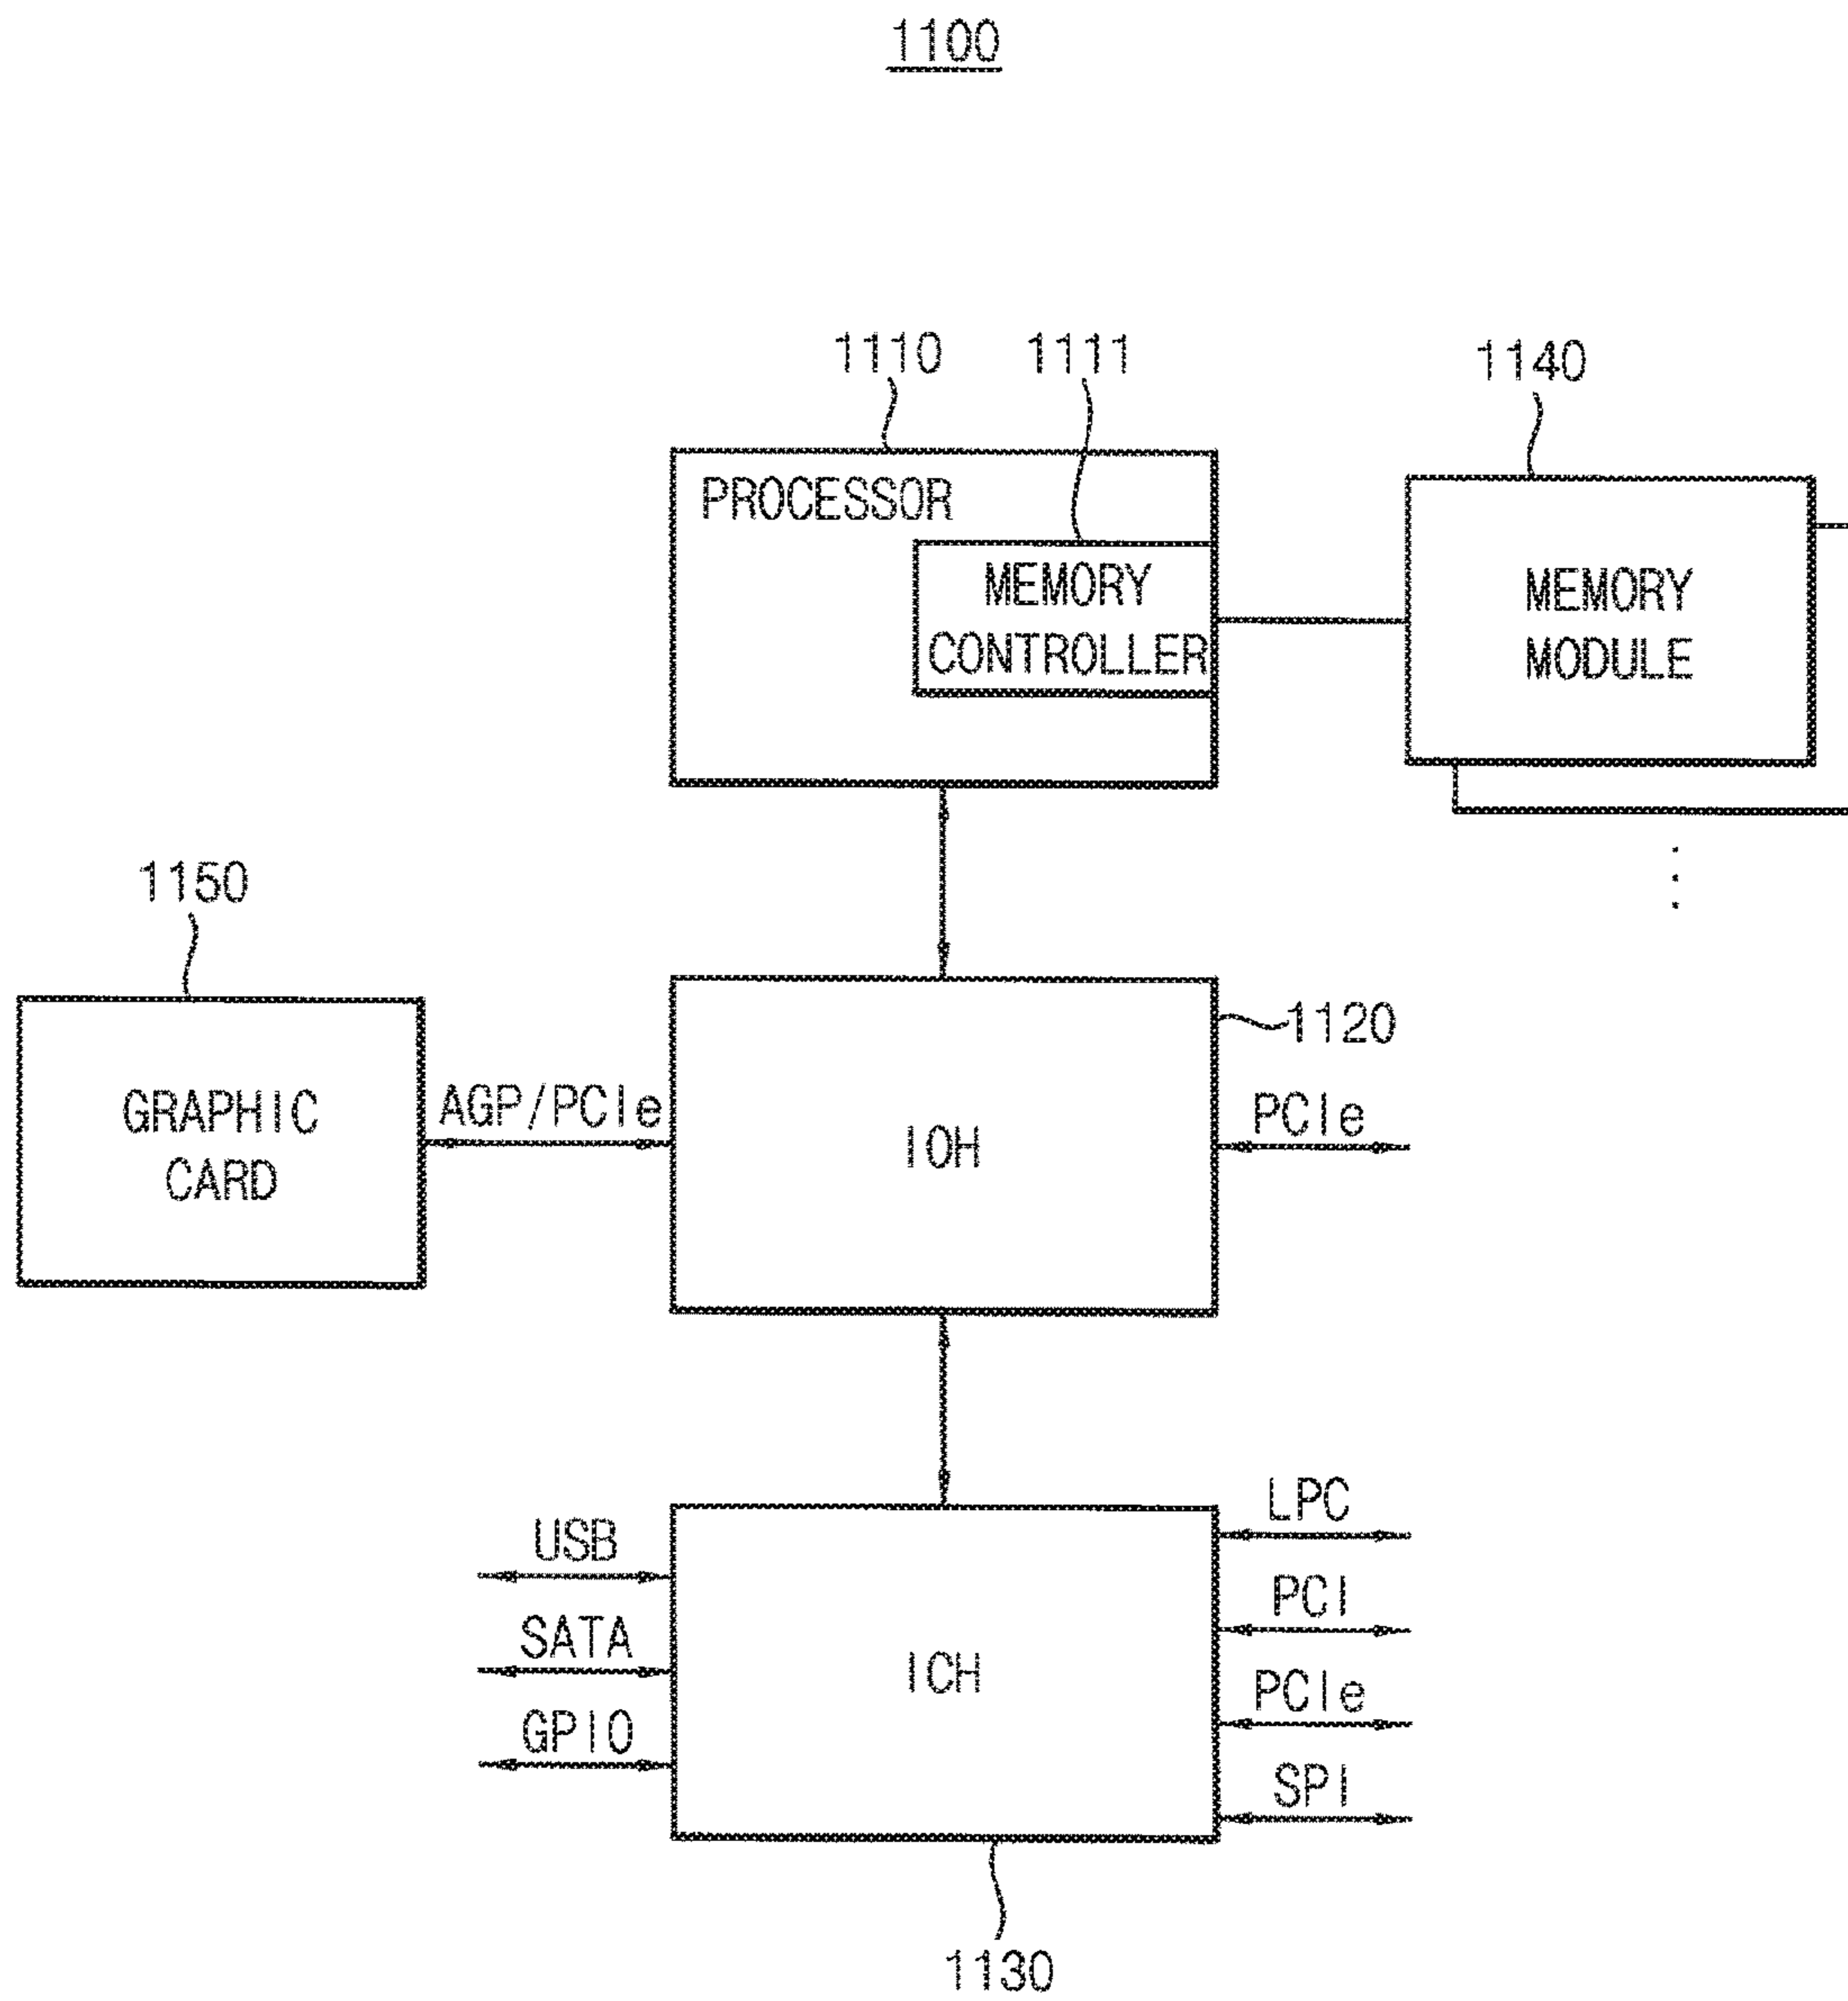 1100
1110
1111
1140
PROCESSOR
MEMORY
CONTROLLER
MEMORY
MODULE
1150
1120
GRAPHIC
CARD
AGP/PCIe
IOH
PCIe
USB
SATA
GPIO
ICH
LPC
PCI
PCIe
SPI
1130